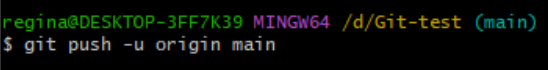 regina@DESKTOP-3FF7K39 MINGW64 /d/Git-test (main)
$ git push -u origin main